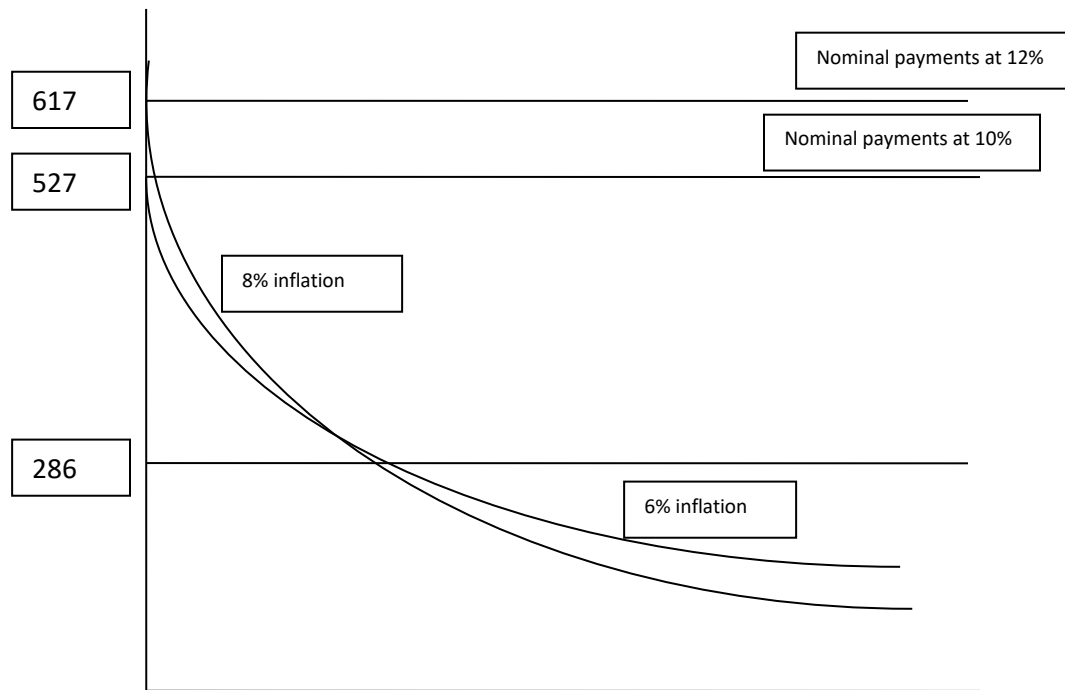 Nominal payments at 12%
617
Nominal payments at 10%
527
8% inflation
286
6% inflation